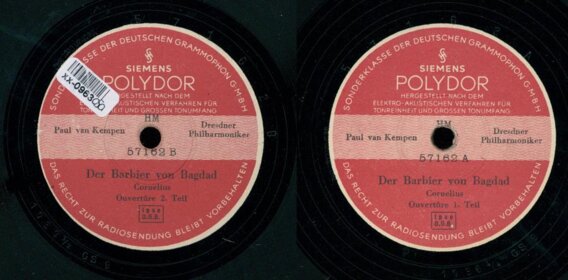 SONDERKLASSE DER DEUTSCHEN GRAMMOPHON G·M·B·H
SIEMENS
POLYDOR
HERGESTELLT NACH DEM
ELEKTRO-AKUSTISCHEN VERFAHREN FÜR
TONREINHEIT UND GROSSEN TONUMFANG
HM
Paul van Kempen
Dresdner
Philharmoniker
57162 B
Der Barbier von Bagdad
Cornelius
Ouvertüre 2. Teil
DAS RECHT ZUR RADIOSENDUNG BLEIBT VORBEHALTEN
SONDERKLASSE DER DEUTSCHEN GRAMMOPHON G·M·B·H
SIEMENS
POLYDOR
HERGESTELLT NACH DEM
ELEKTRO-AKUSTISCHEN VERFAHREN FÜR
TONREINHEIT UND GROSSEN TONUMFANG
HM
Paul van Kempen
Dresdner
Philharmoniker
57162 A
Der Barbier von Bagdad
Cornelius
Ouvertüre 1. Teil
DAS RECHT ZUR RADIOSENDUNG BLEIBT VORBEHALTEN